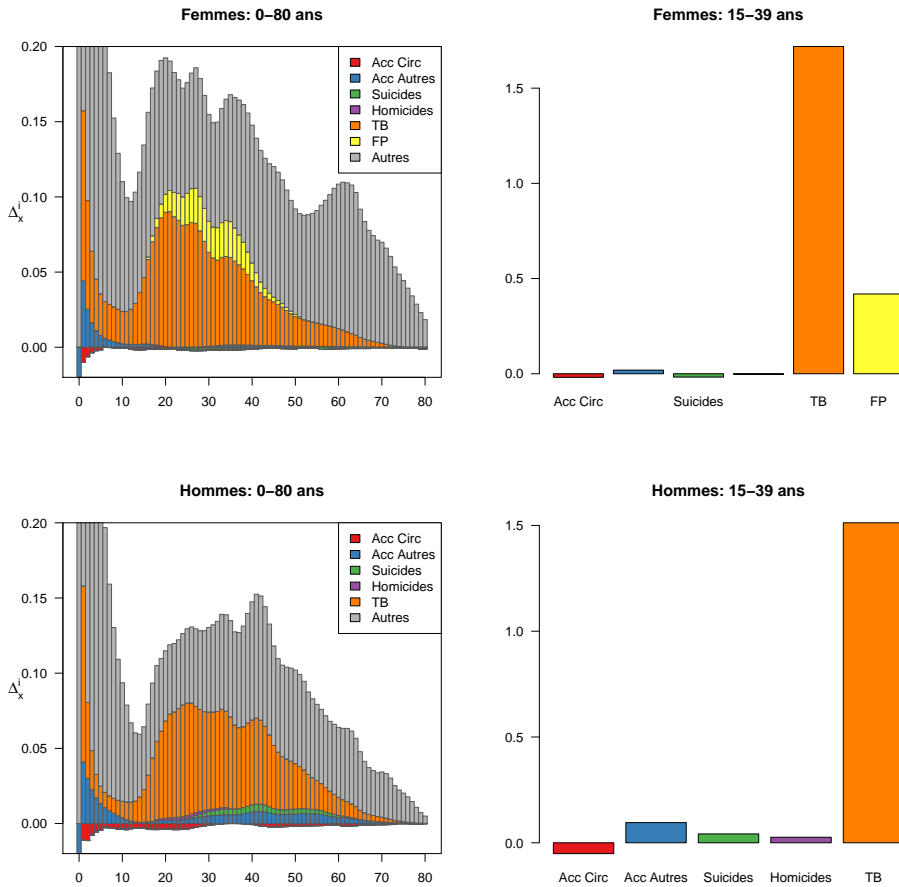 Femmes: 0−80 ans
0.20
0.15
0.10
0.05
0.00
Δ_x^i
0 10 20 30 40 50 60 70 80
Acc Circ
Acc Autres
Suicides
Homicides
TB
FP
Autres
Femmes: 15−39 ans
1.5
1.0
0.5
0.0
Acc Circ Suicides TB FP
Hommes: 0−80 ans
0.20
0.15
0.10
0.05
0.00
Δ_x^i
0 10 20 30 40 50 60 70 80
Acc Circ
Acc Autres
Suicides
Homicides
TB
Autres
Hommes: 15−39 ans
1.5
1.0
0.5
0.0
Acc Circ Acc Autres Suicides Homicides TB